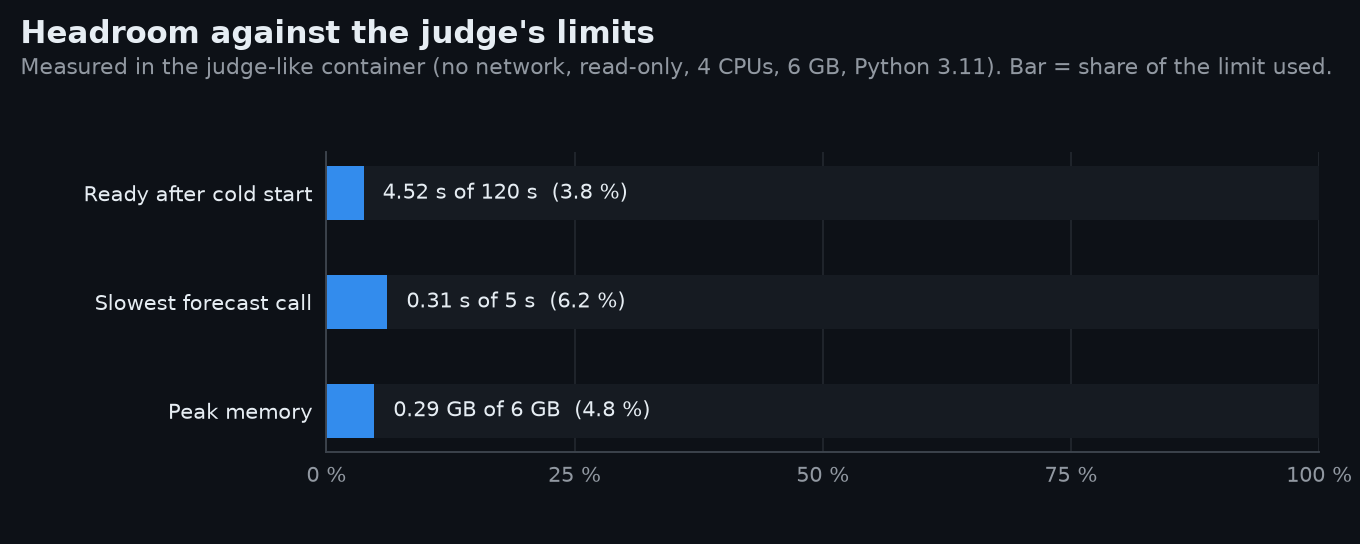 Headroom against the judge's limits
Measured in the judge-like container (no network, read-only, 4 CPUs, 6 GB, Python 3.11). Bar = share of the limit used.
Ready after cold start
4.52 s of 120 s (3.8 %)
Slowest forecast call
0.31 s of 5 s (6.2 %)
Peak memory
0.29 GB of 6 GB (4.8 %)
0 %
25 %
50 %
75 %
100 %